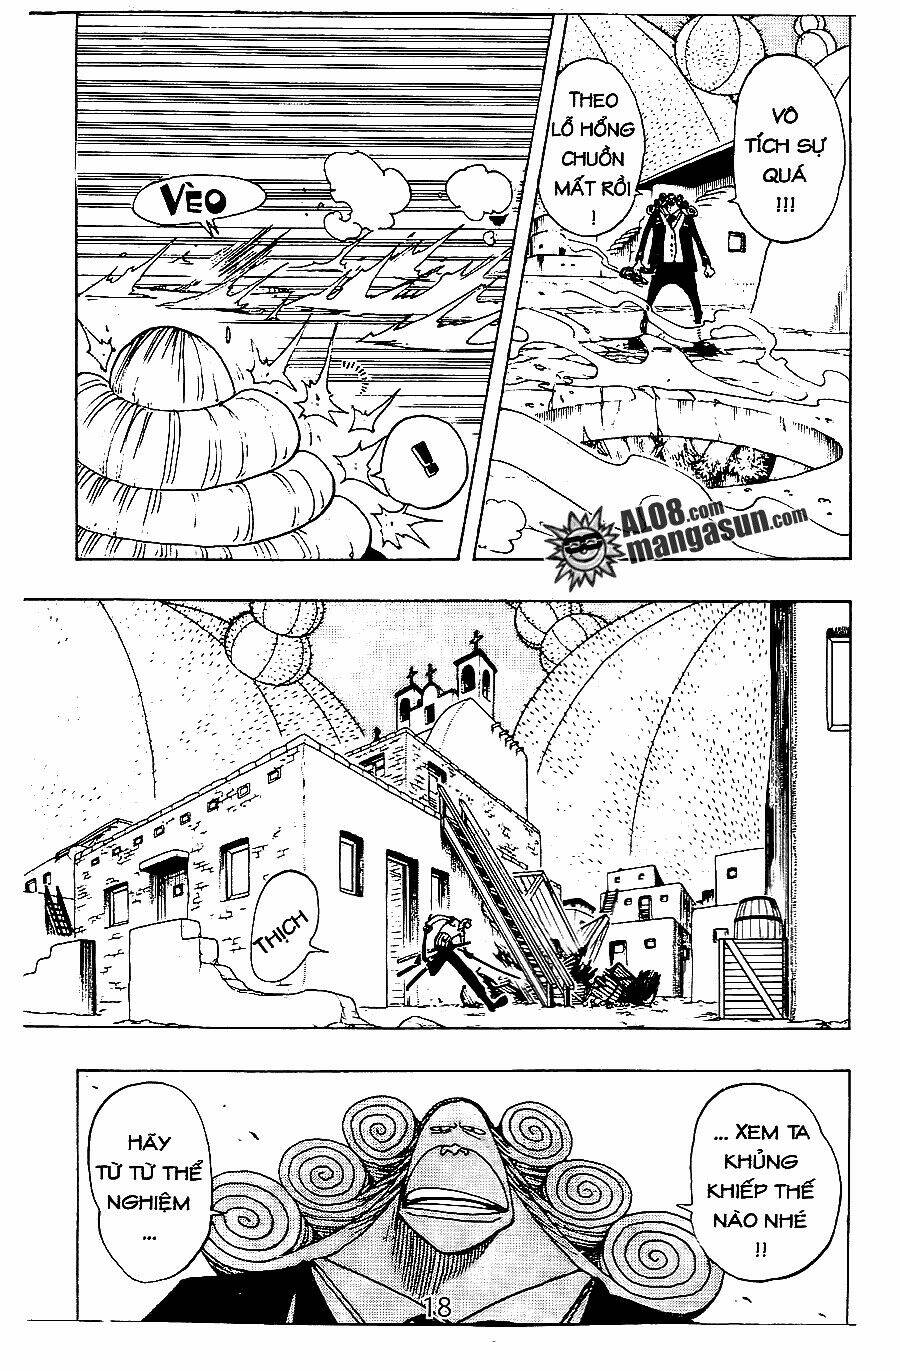 VÔ
TÍCH SỰ
QUÁ
!!!
THEO
LỖ HỔNG
CHUỒN
MẤT RỒI
!
VÈO
!
AL08.com
mangasun.com
THỊCH
... XEM TA
KHỦNG
KHIẾP THẾ
NÀO NHÉ
!!
HÃY
TỪ TỪ THỂ
NGHIỆM
...
18